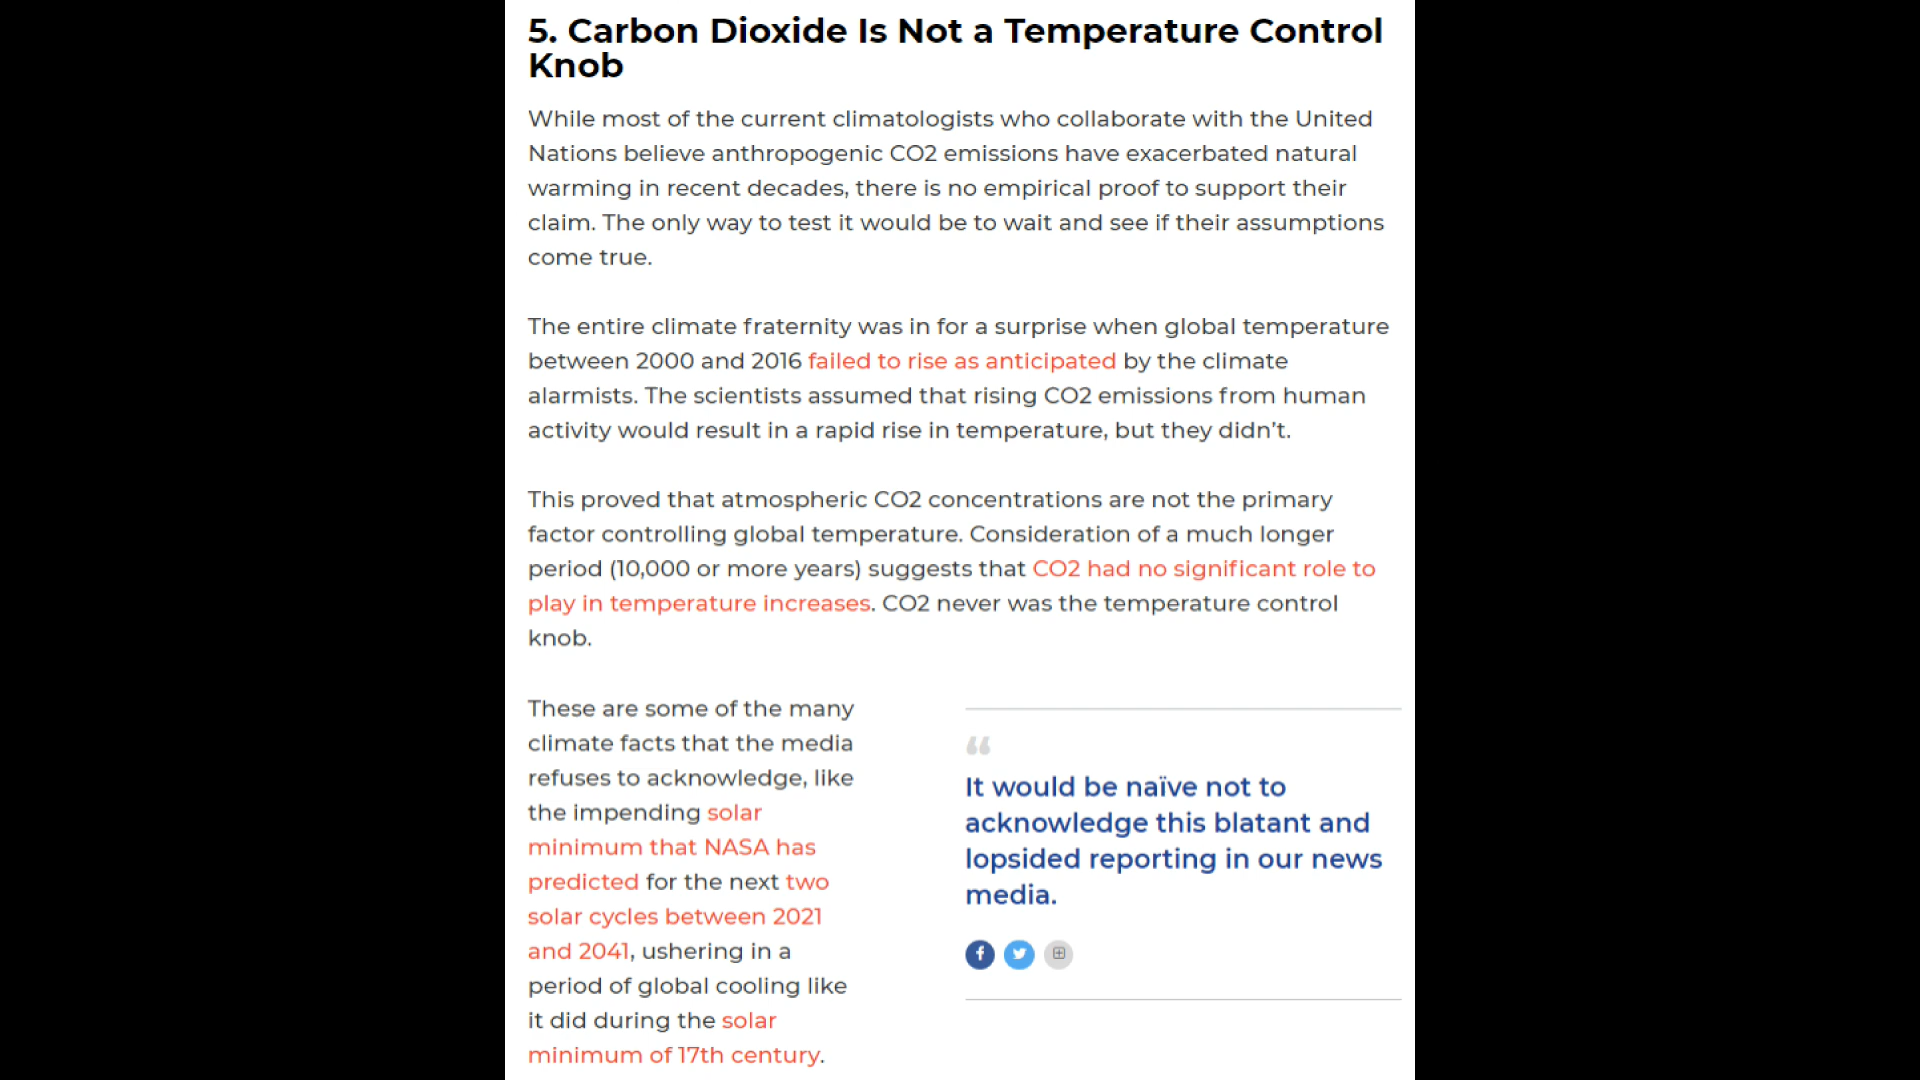 5. Carbon Dioxide Is Not a Temperature Control
Knob
While most of the current climatologists who collaborate with the United
Nations believe anthropogenic CO2 emissions have exacerbated natural
warming in recent decades, there is no empirical proof to support their
claim. The only way to test it would be to wait and see if their assumptions
come true.
The entire climate fraternity was in for a surprise when global temperature
between 2000 and 2016 failed to rise as anticipated by the climate
alarmists. The scientists assumed that rising CO2 emissions from human
activity would result in a rapid rise in temperature, but they didn't.
This proved that atmospheric CO2 concentrations are not the primary
factor controlling global temperature. Consideration of a much longer
period (10,000 or more years) suggests that CO2 had no significant role to
play in temperature increases. CO2 never was the temperature control
knob.
These are some of the many
climate facts that the media
refuses to acknowledge, like
the impending solar
minimum that NASA has
predicted for the next two
solar cycles between 2021
and 2041, ushering in a
period of global cooling like
it did during the solar
minimum of 17th century.
“
It would be naïve not to
acknowledge this blatant and
lopsided reporting in our news
media.